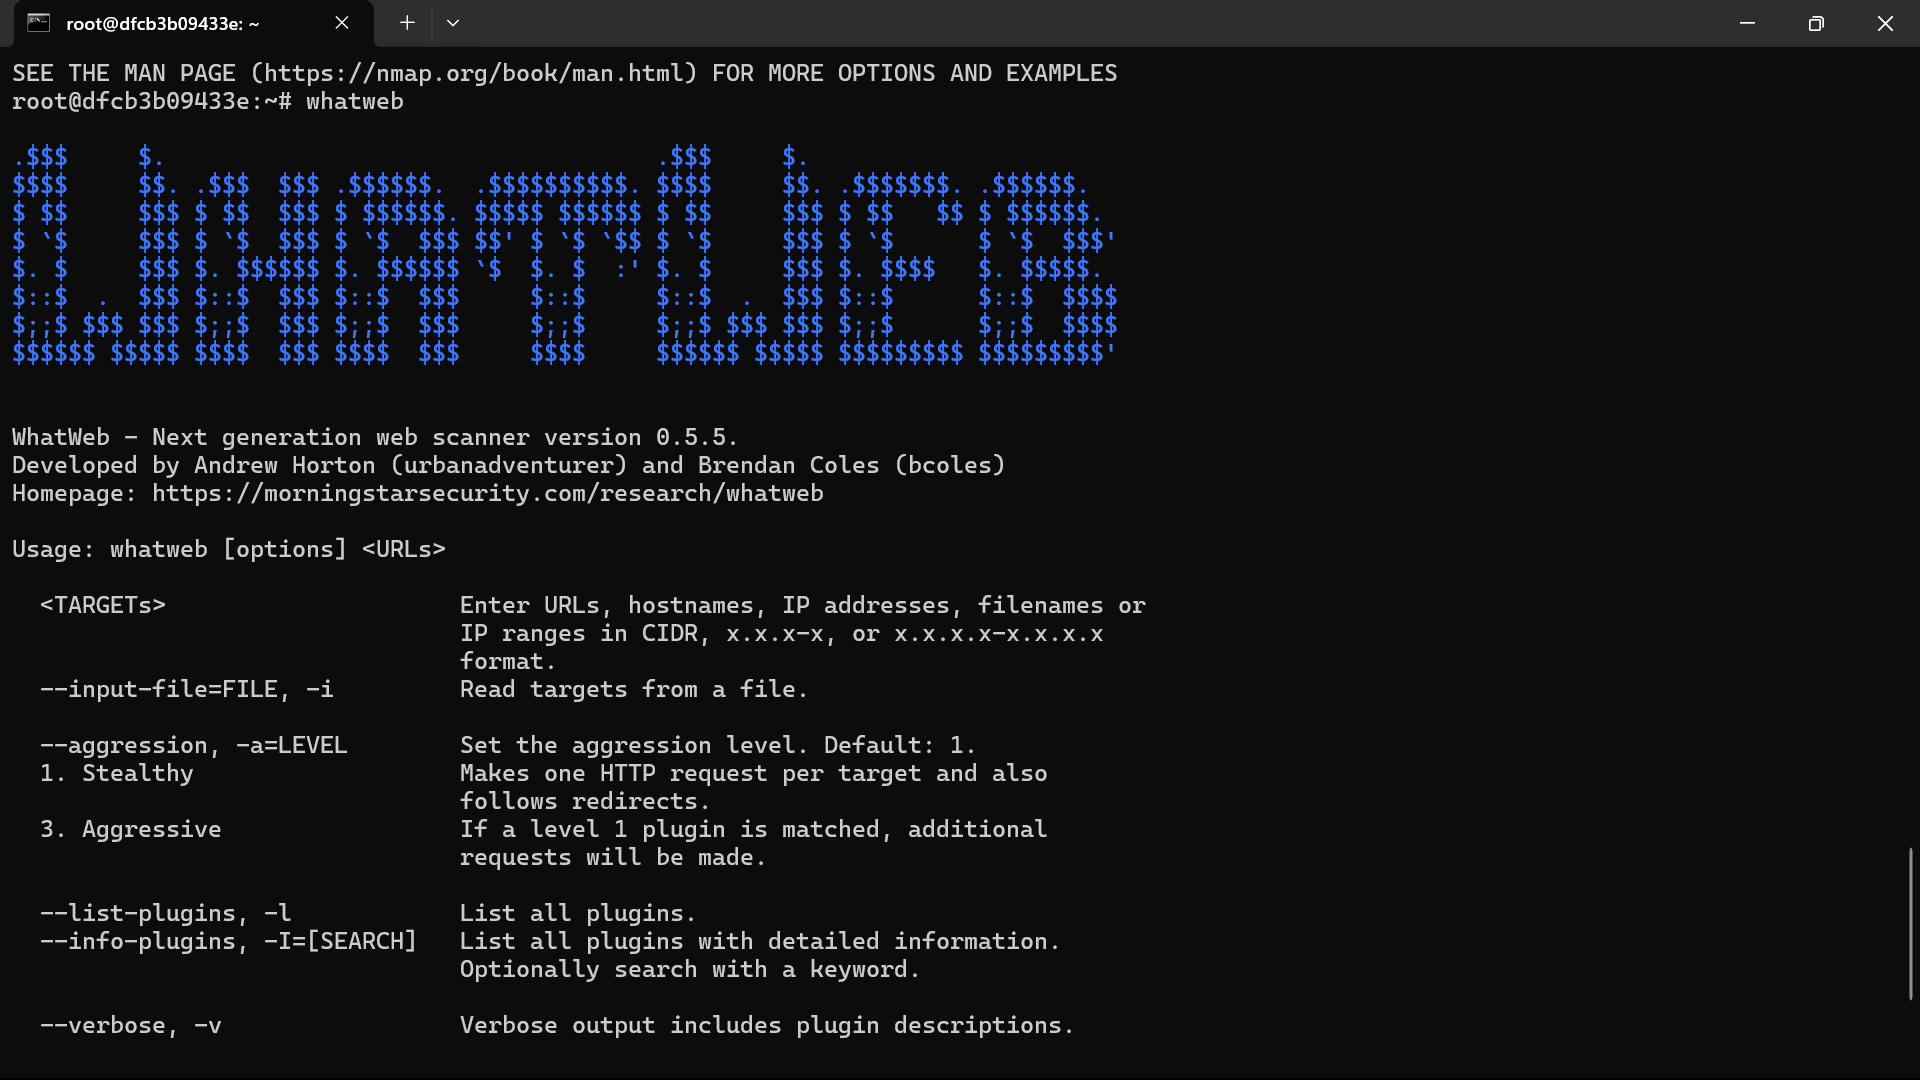 root@dfcb3b09433e: ~
SEE THE MAN PAGE (https://nmap.org/book/man.html) FOR MORE OPTIONS AND EXAMPLES
root@dfcb3b09433e:~# whatweb

.$$$     $.                                   .$$$     $.
$$$$     $$. .$$$  $$$ .$$$$$$.  .$$$$$$$$$$. $$$$     $$. .$$$$$$$. .$$$$$$.
$ $$     $$$ $ $$  $$$ $ $$$$$$. $$$$$ $$$$$$ $ $$     $$$ $ $$   $$ $ $$$$$$.
$ `$     $$$ $ `$  $$$ $ `$  $$$ $$' $ `$ `$$ $ `$     $$$ $ `$      $ `$  $$$'
$. $     $$$ $. $$$$$$ $. $$$$$$ `$  $. $  :' $. $     $$$ $. $$$$   $. $$$$$.
$::$  .  $$$ $::$  $$$ $::$  $$$     $::$     $::$  .  $$$ $::$      $::$  $$$$
$;;$ $$$ $$$ $;;$  $$$ $;;$  $$$     $;;$     $;;$ $$$ $$$ $;;$      $;;$  $$$$
$$$$$$ $$$$$ $$$$  $$$ $$$$  $$$     $$$$     $$$$$$ $$$$$ $$$$$$$$$ $$$$$$$$$'

WhatWeb - Next generation web scanner version 0.5.5.
Developed by Andrew Horton (urbanadventurer) and Brendan Coles (bcoles)
Homepage: https://morningstarsecurity.com/research/whatweb

Usage: whatweb [options] <URLs>

  <TARGETs>                     Enter URLs, hostnames, IP addresses, filenames or
                                IP ranges in CIDR, x.x.x-x, or x.x.x.x-x.x.x.x
                                format.
  --input-file=FILE, -i         Read targets from a file.

  --aggression, -a=LEVEL        Set the aggression level. Default: 1.
  1. Stealthy                   Makes one HTTP request per target and also
                                follows redirects.
  3. Aggressive                 If a level 1 plugin is matched, additional
                                requests will be made.

  --list-plugins, -l            List all plugins.
  --info-plugins, -I=[SEARCH]   List all plugins with detailed information.
                                Optionally search with a keyword.

  --verbose, -v                 Verbose output includes plugin descriptions.